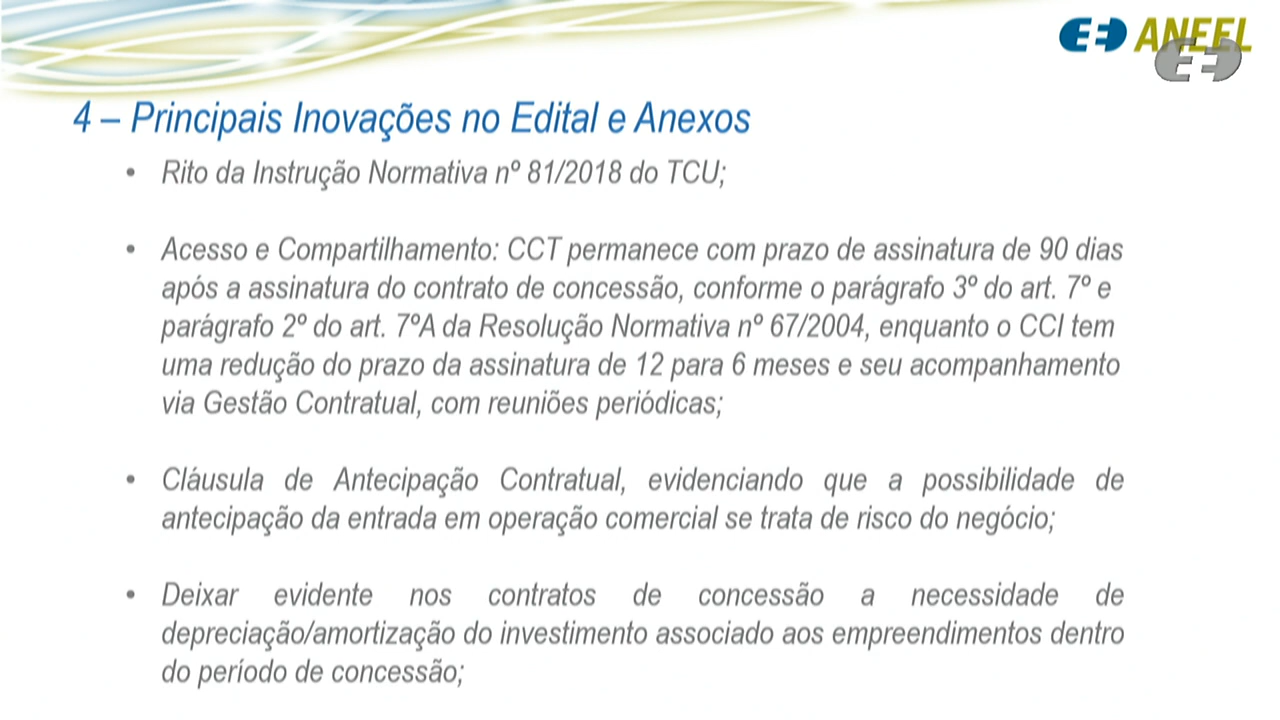 ANEEL
4 – Principais Inovações no Edital e Anexos
• Rito da Instrução Normativa nº 81/2018 do TCU;
• Acesso e Compartilhamento: CCT permanece com prazo de assinatura de 90 dias
após a assinatura do contrato de concessão, conforme o parágrafo 3º do art. 7º e
parágrafo 2º do art. 7ºA da Resolução Normativa nº 67/2004, enquanto o CCI tem
uma redução do prazo da assinatura de 12 para 6 meses e seu acompanhamento
via Gestão Contratual, com reuniões periódicas;
• Cláusula de Antecipação Contratual, evidenciando que a possibilidade de
antecipação da entrada em operação comercial se trata de risco do negócio;
• Deixar evidente nos contratos de concessão a necessidade de
depreciação/amortização do investimento associado aos empreendimentos dentro
do período de concessão;